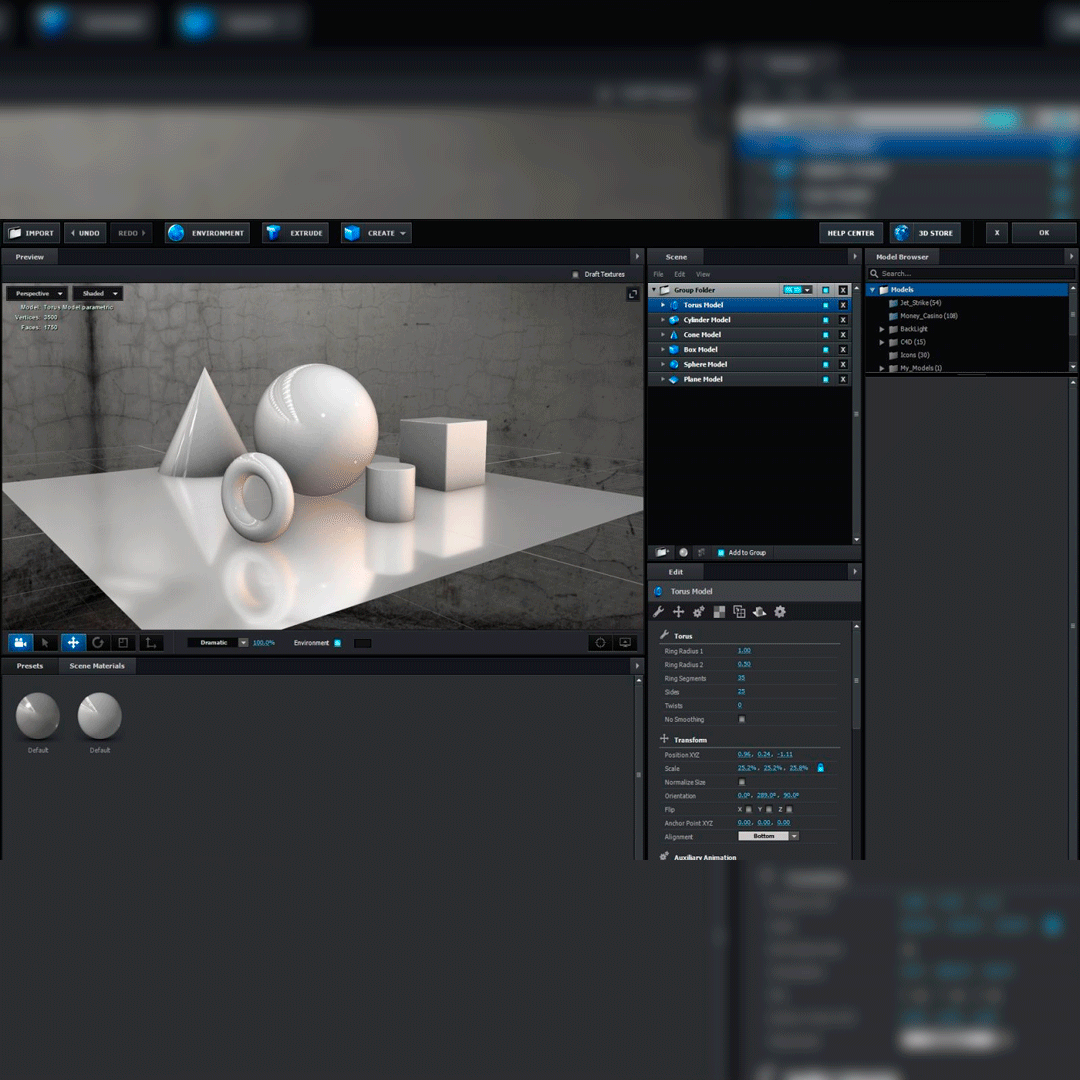 IMPORT UNDO REDO ENVIRONMENT EXTRUDE CREATE HELP CENTER 3D STORE X OK
Preview
Draft Textures
Perspective Shaded
Model: Torus Model parametric
Vertices: 3500
Faces: 1750
Dramatic 100.0% Environment
Presets Scene Materials
Default Default
Scene
File Edit View
Group Folder X
Torus Model X
Cylinder Model X
Cone Model X
Box Model X
Sphere Model X
Plane Model X
Add to Group
Edit
Torus Model
Torus
Ring Radius 1 1.00
Ring Radius 2 0.50
Ring Segments 35
Sides 25
Twists 0
No Smoothing
Transform
Position XYZ 0.96, 0.24, -1.11
Scale 25.2%, 25.2%, 25.8%
Normalize Size
Orientation 0.0°, 289.0°, 90.0°
Flip X Y Z
Anchor Point XYZ 0.00, 0.00, 0.00
Alignment Bottom
Auxiliary Animation
Model Browser
Search...
Models
Jet_Strike (54)
Money_Casino (108)
BackLight
C4D (15)
Icons (30)
My_Models (1)